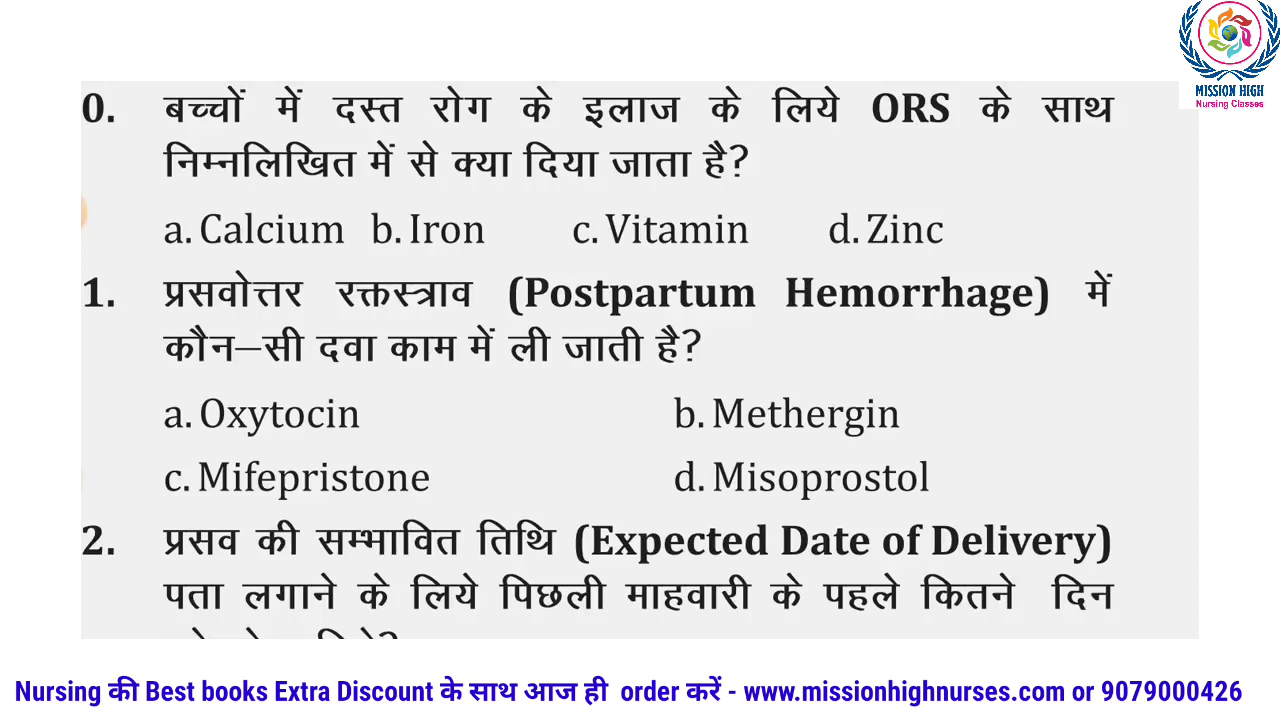 MISSION HIGH
Nursing Classes
0. बच्चों में दस्त रोग के इलाज के लिये ORS के साथ
निम्नलिखित में से क्या दिया जाता है?
a. Calcium b. Iron c. Vitamin d. Zinc
1. प्रसवोत्तर रक्तस्त्राव (Postpartum Hemorrhage) में
कौन–सी दवा काम में ली जाती है?
a. Oxytocin b. Methergin
c. Mifepristone d. Misoprostol
2. प्रसव की सम्भावित तिथि (Expected Date of Delivery)
पता लगाने के लिये पिछली माहवारी के पहले कितने दिन
Nursing की Best books Extra Discount के साथ आज ही order करें - www.missionhighnurses.com or 9079000426